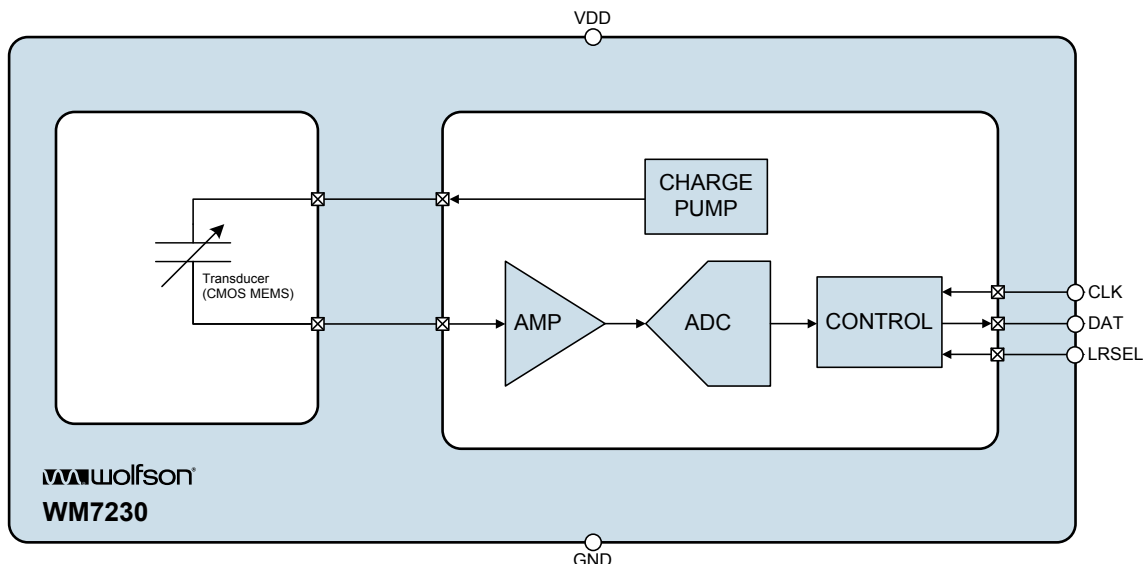 VDD
CHARGE
PUMP
Transducer
(CMOS MEMS)
AMP
ADC
CONTROL
CLK
DAT
LRSEL
wolfson®
WM7230
GND